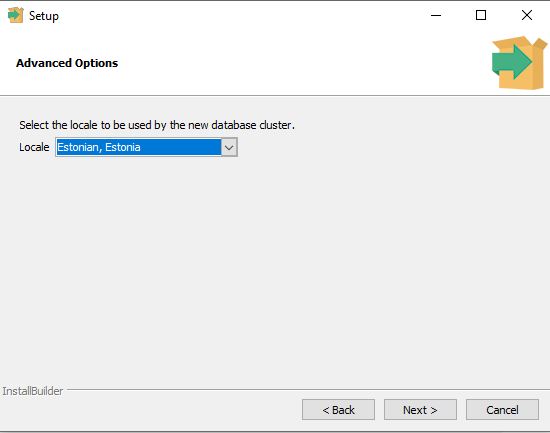 Setup
Advanced Options
Select the locale to be used by the new database cluster.
Locale Estonian, Estonia
InstallBuilder
< Back Next > Cancel